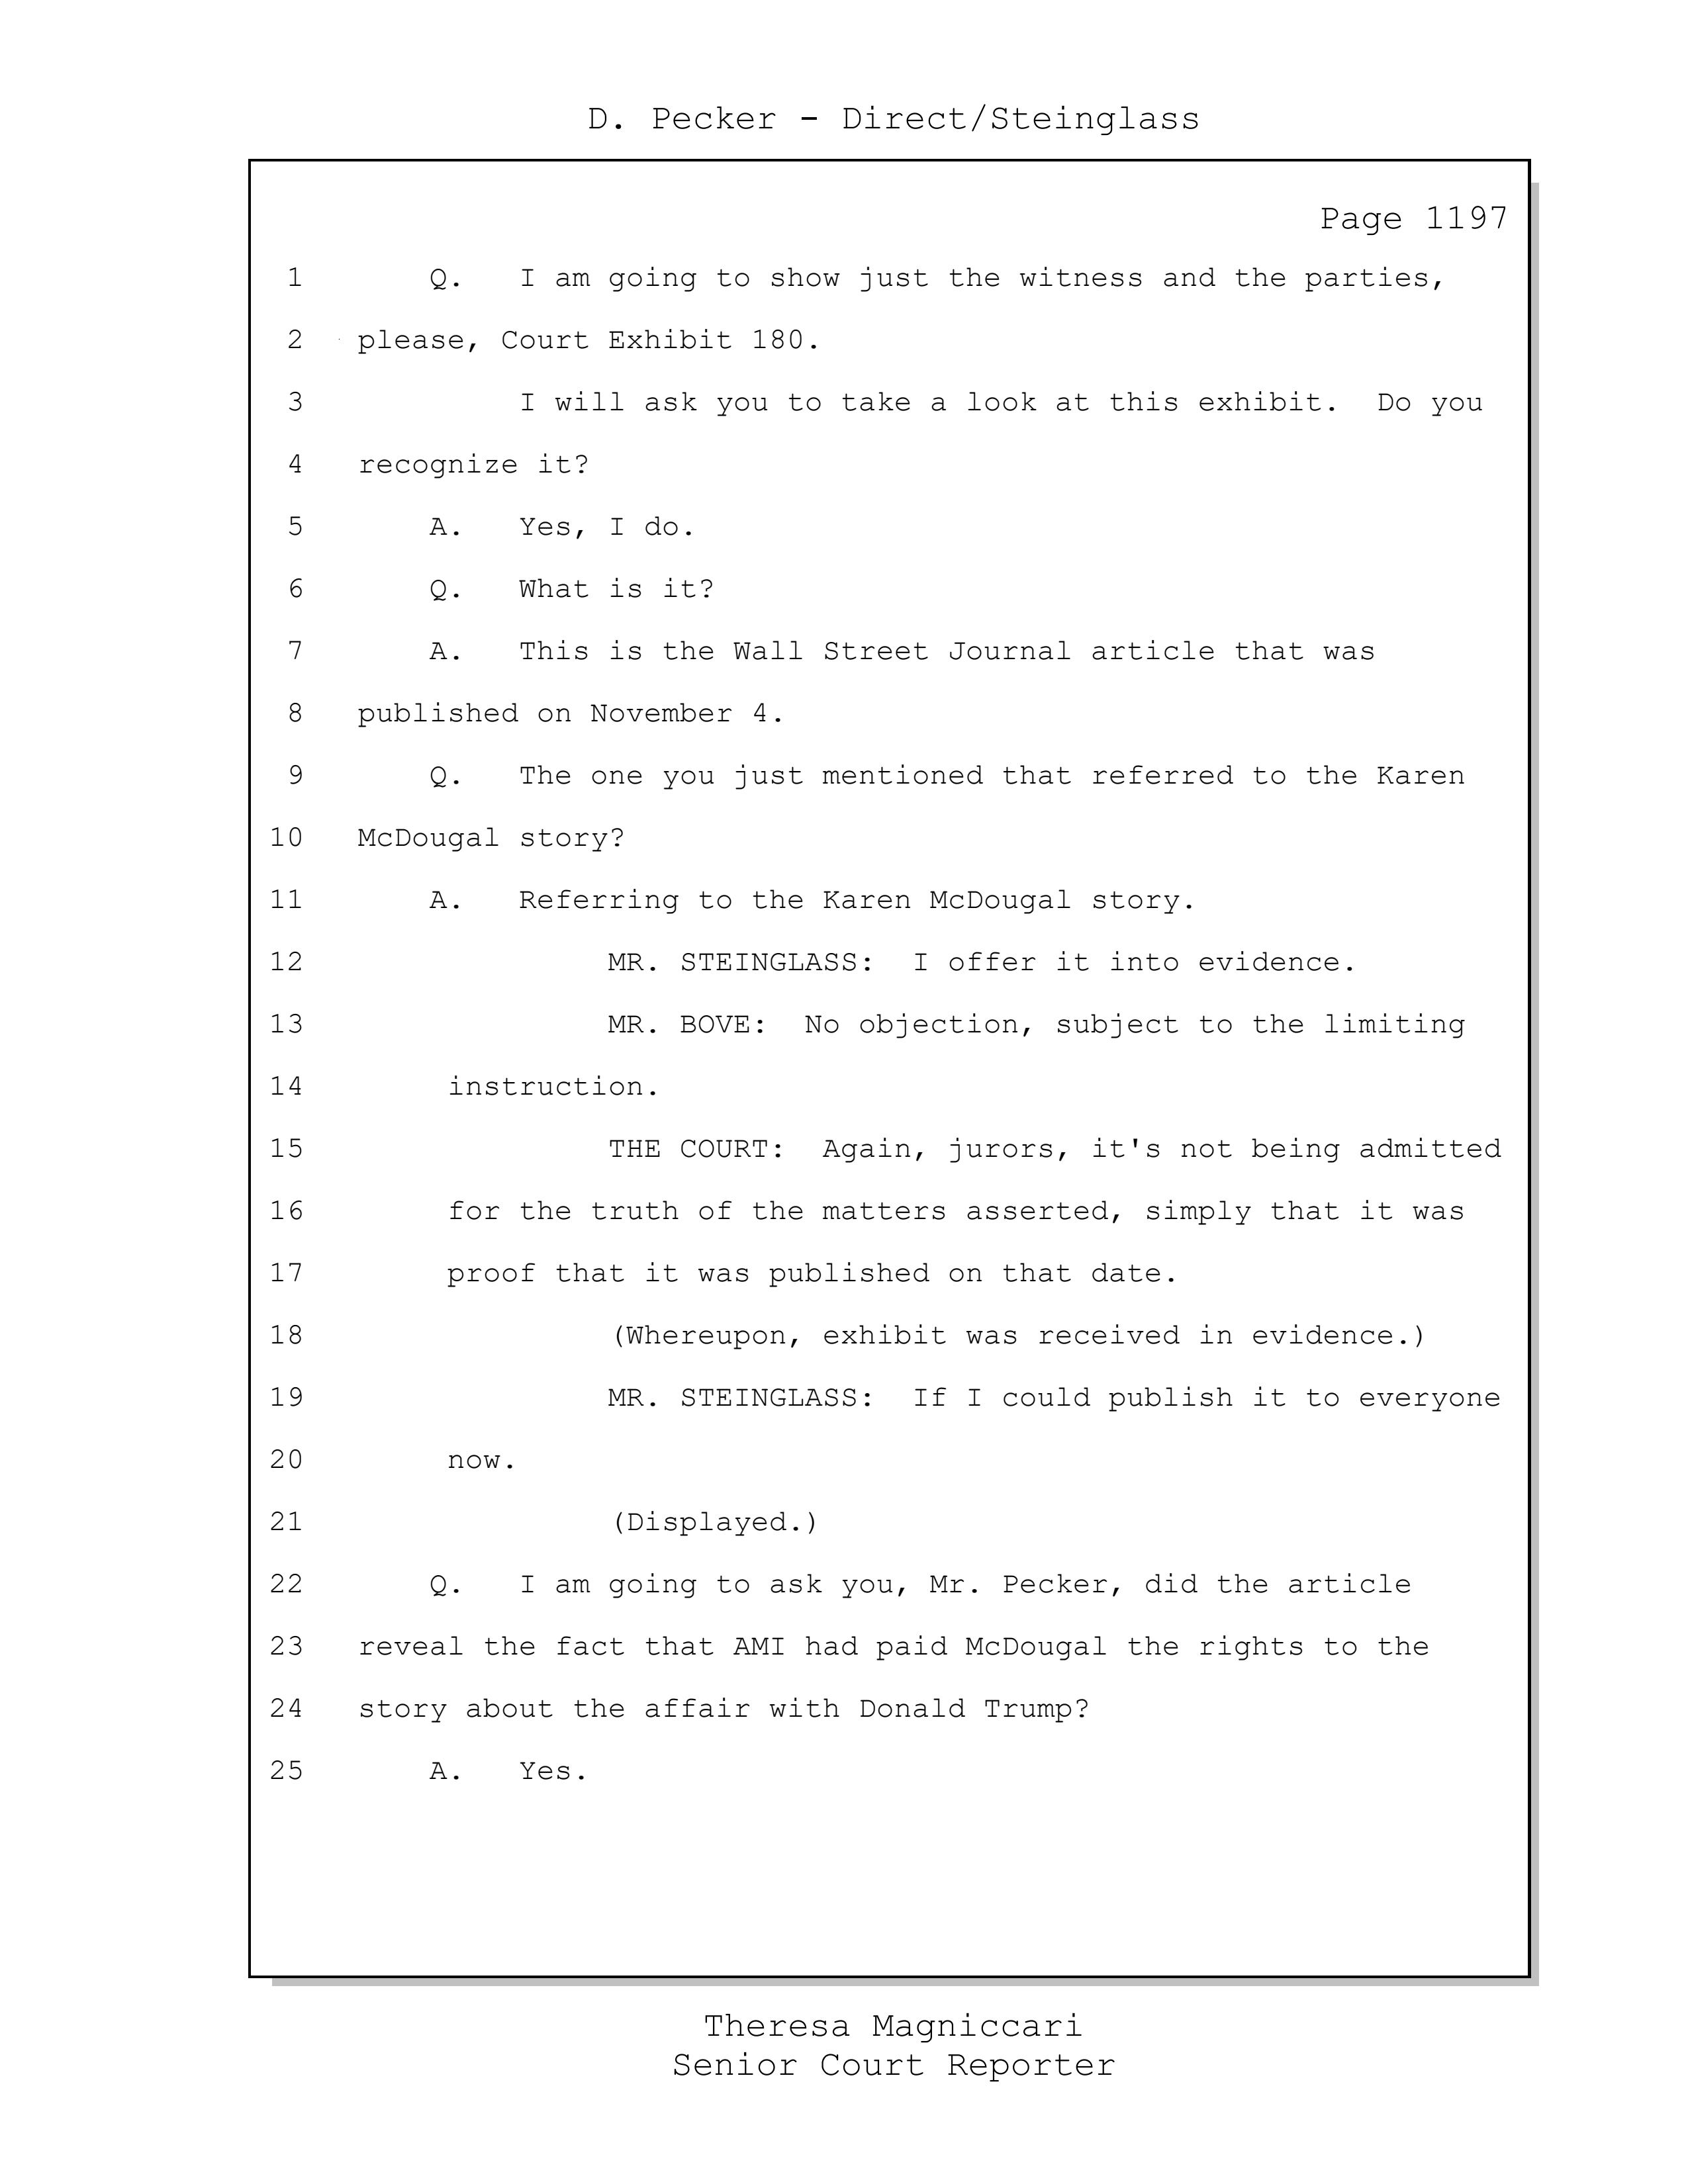 D. Pecker - Direct/Steinglass
Page 1197
1 Q. I am going to show just the witness and the parties,
2 please, Court Exhibit 180.
3 I will ask you to take a look at this exhibit. Do you
4 recognize it?
5 A. Yes, I do.
6 Q. What is it?
7 A. This is the Wall Street Journal article that was
8 published on November 4.
9 Q. The one you just mentioned that referred to the Karen
10 McDougal story?
11 A. Referring to the Karen McDougal story.
12 MR. STEINGLASS: I offer it into evidence.
13 MR. BOVE: No objection, subject to the limiting
14 instruction.
15 THE COURT: Again, jurors, it's not being admitted
16 for the truth of the matters asserted, simply that it was
17 proof that it was published on that date.
18 (Whereupon, exhibit was received in evidence.)
19 MR. STEINGLASS: If I could publish it to everyone
20 now.
21 (Displayed.)
22 Q. I am going to ask you, Mr. Pecker, did the article
23 reveal the fact that AMI had paid McDougal the rights to the
24 story about the affair with Donald Trump?
25 A. Yes.
Theresa Magniccari
Senior Court Reporter